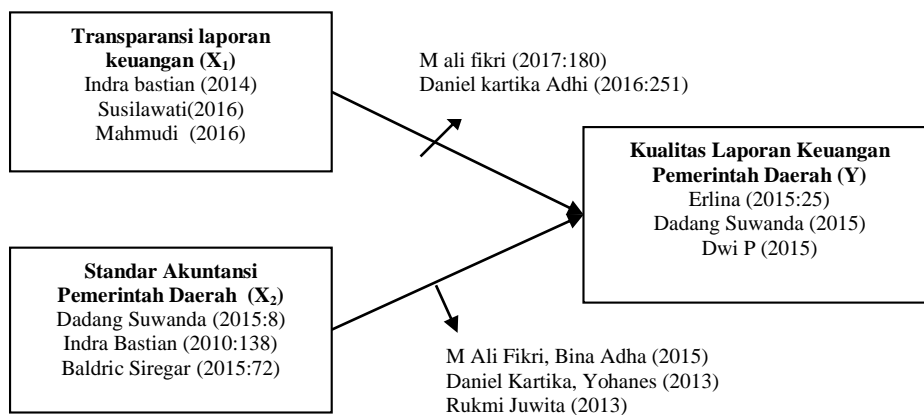 Transparansi laporan
keuangan (X₁)
Indra bastian (2014)
Susilawati(2016)
Mahmudi (2016)
M ali fikri (2017:180)
Daniel kartika Adhi (2016:251)
Kualitas Laporan Keuangan
Pemerintah Daerah (Y)
Erlina (2015:25)
Dadang Suwanda (2015)
Dwi P (2015)
Standar Akuntansi
Pemerintah Daerah (X₂)
Dadang Suwanda (2015:8)
Indra Bastian (2010:138)
Baldric Siregar (2015:72)
M Ali Fikri, Bina Adha (2015)
Daniel Kartika, Yohanes (2013)
Rukmi Juwita (2013)